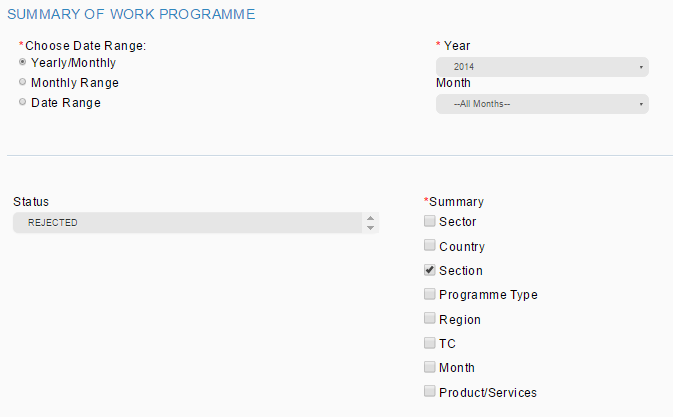 SUMMARY OF WORK PROGRAMME
*Choose Date Range:
Yearly/Monthly
Monthly Range
Date Range
* Year
2014
Month
--All Months--
Status
REJECTED
*Summary
Sector
Country
Section
Programme Type
Region
TC
Month
Product/Services